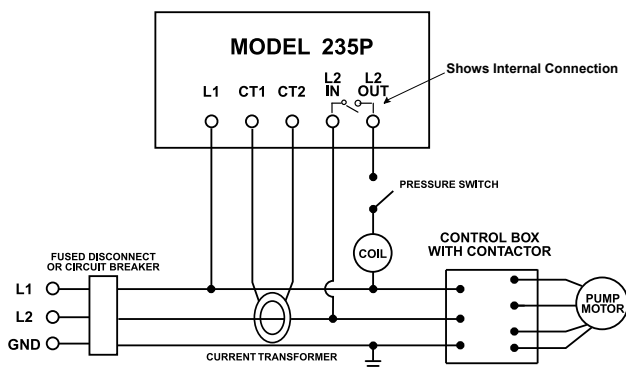 MODEL 235P
Shows Internal Connection
L1 CT1 CT2 L2 IN L2 OUT
PRESSURE SWITCH
COIL
CONTROL BOX
WITH CONTACTOR
FUSED DISCONNECT
OR CIRCUIT BREAKER
L1
L2
GND
CURRENT TRANSFORMER
PUMP
MOTOR